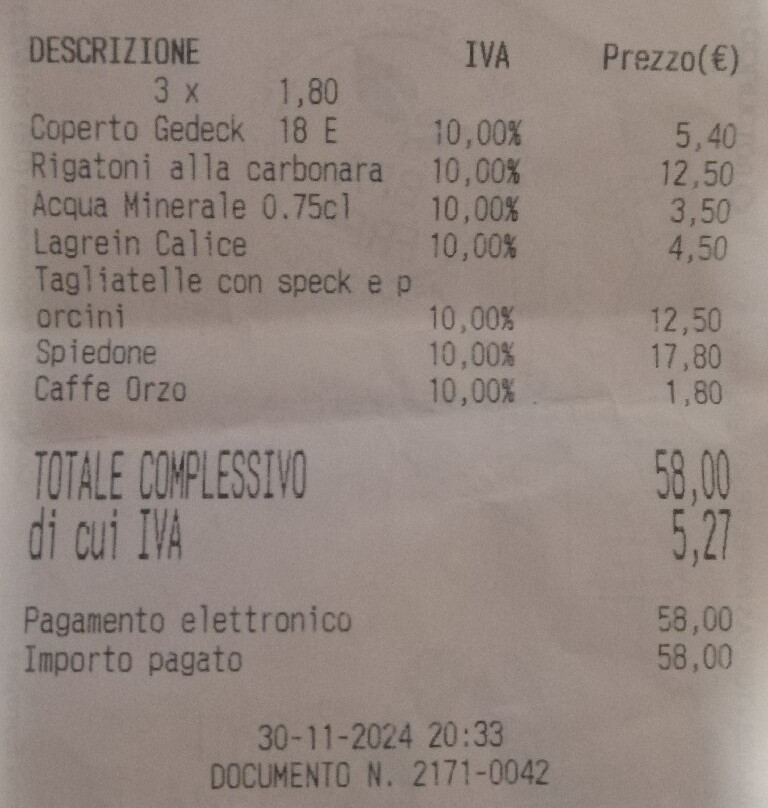 DESCRIZIONE IVA Prezzo(€)
3 x 1,80
Coperto Gedeck 18 E 10,00% 5,40
Rigatoni alla carbonara 10,00% 12,50
Acqua Minerale 0.75cl 10,00% 3,50
Lagrein Calice 10,00% 4,50
Tagliatelle con speck e p
orcini 10,00% 12,50
Spiedone 10,00% 17,80
Caffe Orzo 10,00% 1,80
TOTALE COMPLESSIVO 58,00
di cui IVA 5,27
Pagamento elettronico 58,00
Importo pagato 58,00
30-11-2024 20:33
DOCUMENTO N. 2171-0042